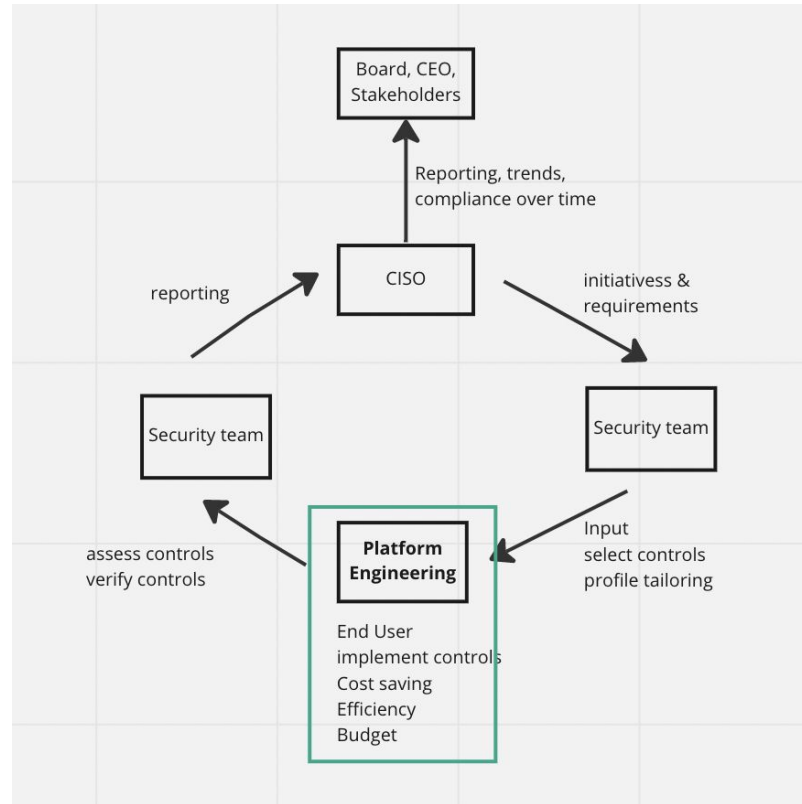 Board, CEO,
Stakeholders
Reporting, trends,
compliance over time
CISO
reporting
initiativess &
requirements
Security team
Security team
Platform
Engineering
Input
select controls
profile tailoring
assess controls
verify controls
End User
implement controls
Cost saving
Efficiency
Budget